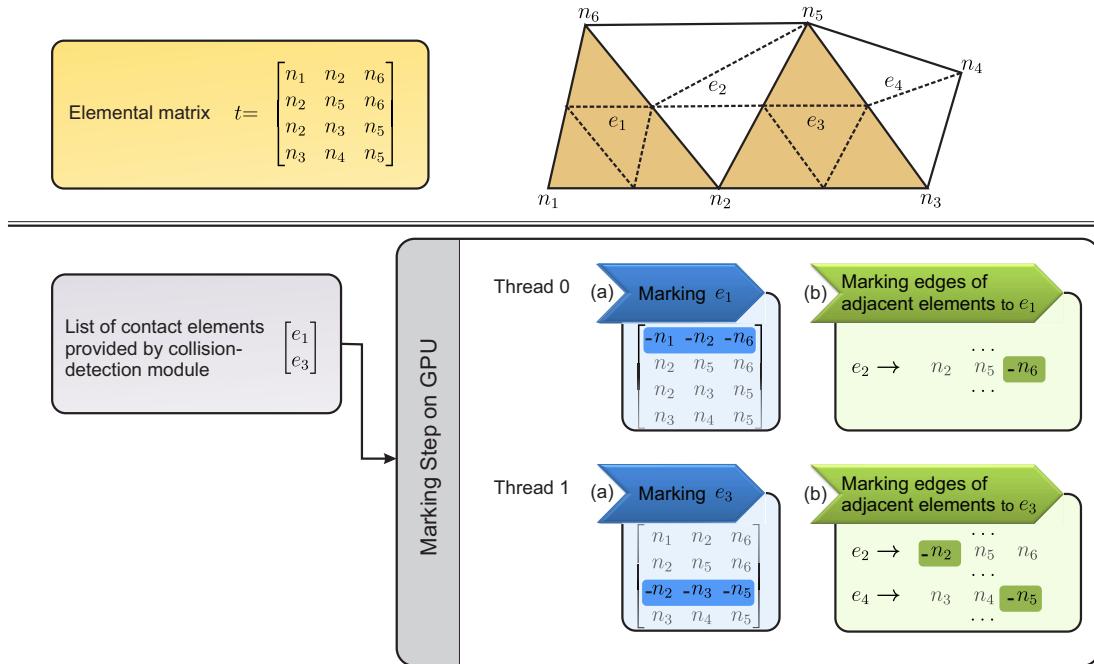 Elemental matrix t=
n₁ n₂ n₆
n₂ n₅ n₆
n₂ n₃ n₅
n₃ n₄ n₅
n₆
n₅
n₄
e₂
e₄
e₁
e₃
n₁
n₂
n₃
List of contact elements
provided by collision-
detection module
e₁
e₃
Marking Step on GPU
Thread 0
(a)
Marking e₁
-n₁ -n₂ -n₆
n₂ n₅ n₆
n₂ n₃ n₅
n₃ n₄ n₅
(b)
Marking edges of
adjacent elements to e₁
...
e₂ → n₂ n₅ -n₆
...
Thread 1
(a)
Marking e₃
n₁ n₂ n₆
n₂ n₅ n₆
-n₂ -n₃ -n₅
n₃ n₄ n₅
(b)
Marking edges of
adjacent elements to e₃
...
e₂ → -n₂ n₅ n₆
...
e₄ → n₃ n₄ -n₅
...